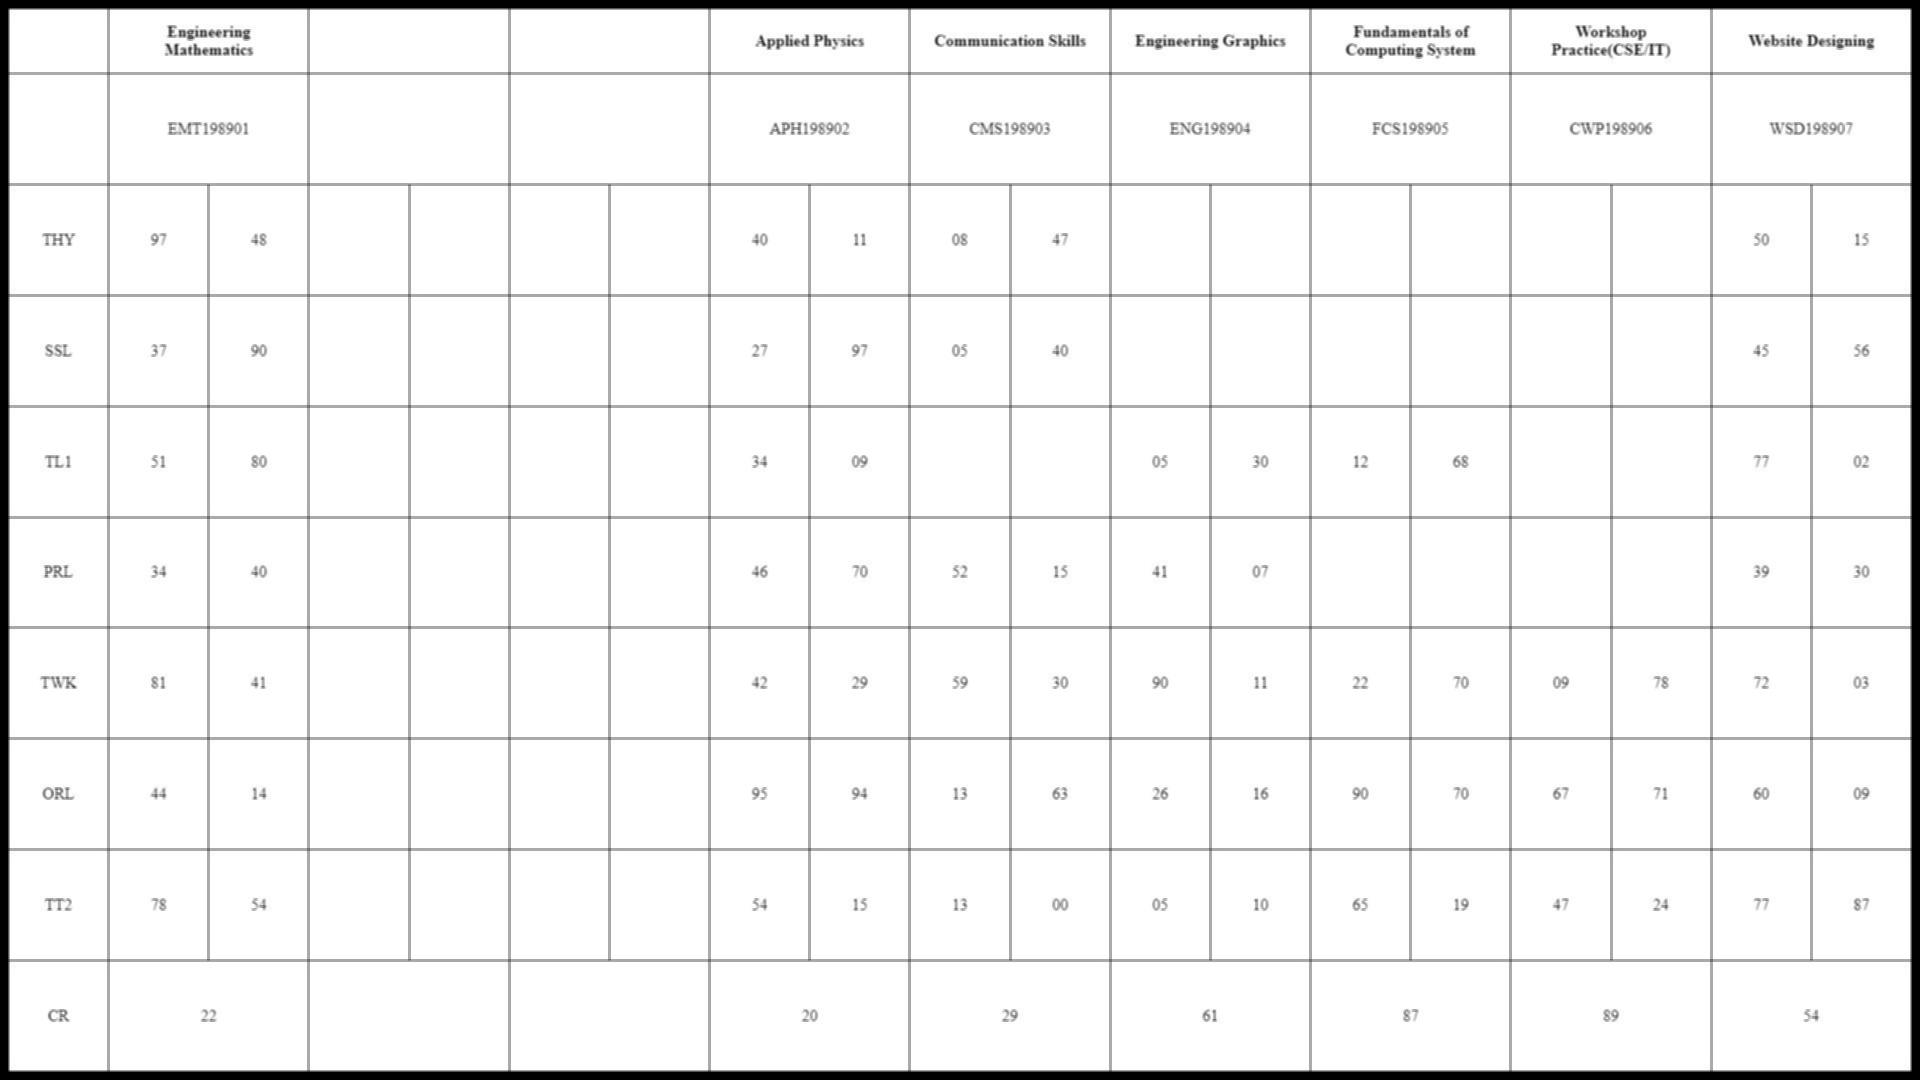 Engineering Mathematics Applied Physics Communication Skills Engineering Graphics Fundamentals of Computing System Workshop Practice(CSE/IT) Website Designing
EMT198901 APH198902 CMS198903 ENG198904 FCS198905 CWP198906 WSD198907
THY 97 48 40 11 08 47 50 15
SSL 37 90 27 97 05 40 45 56
TL1 51 80 34 09 05 30 12 68 77 02
PRL 34 40 46 70 52 15 41 07 39 30
TWK 81 41 42 29 59 30 90 11 22 70 09 78 72 03
ORL 44 14 95 94 13 63 26 16 90 70 67 71 60 09
TT2 78 54 54 15 13 00 05 10 65 19 47 24 77 87
CR 22 20 29 61 87 89 54